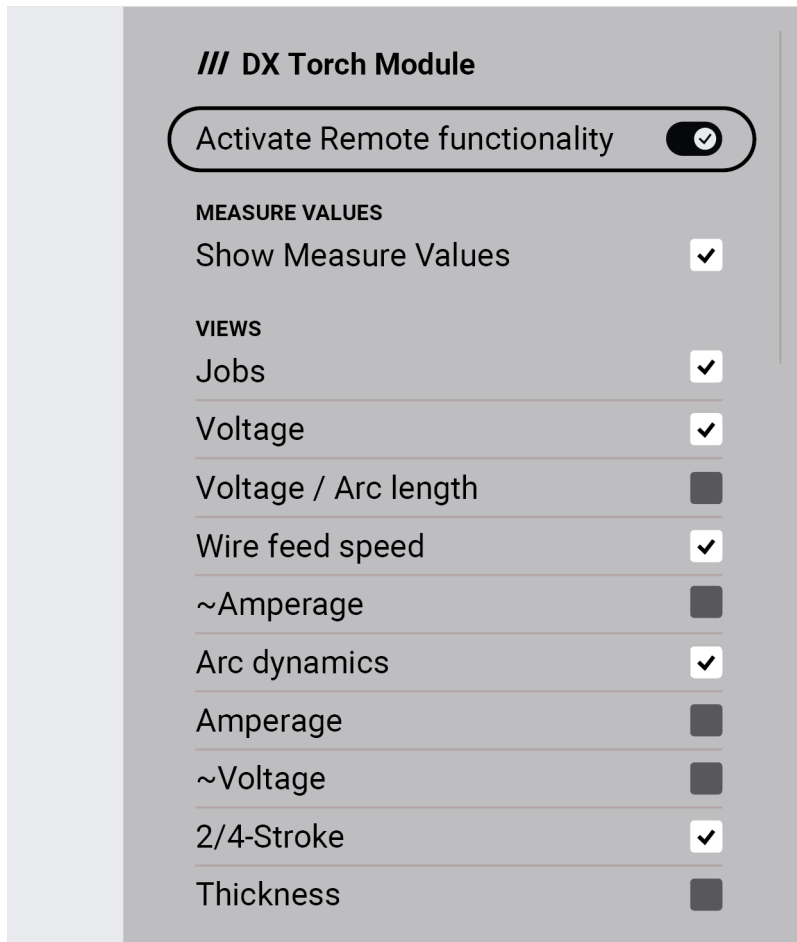 /// DX Torch Module
Activate Remote functionality
MEASURE VALUES
Show Measure Values
VIEWS
Jobs
Voltage
Voltage / Arc length
Wire feed speed
~Amperage
Arc dynamics
Amperage
~Voltage
2/4-Stroke
Thickness